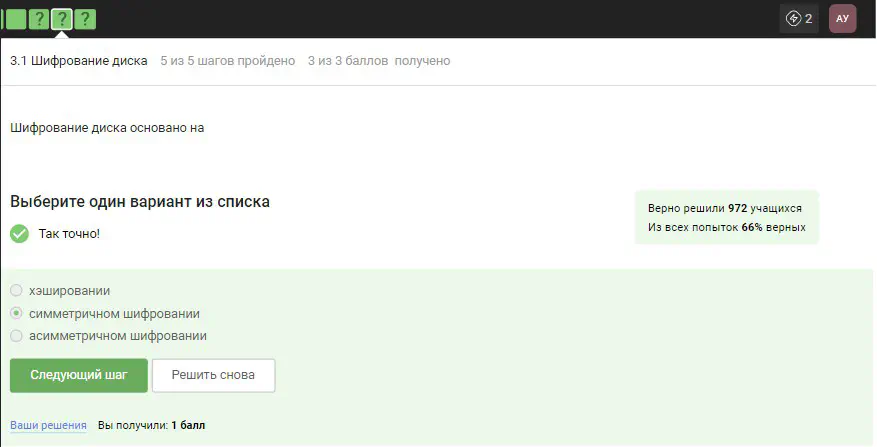 ? ? ? 2 АУ
3.1 Шифрование диска 5 из 5 шагов пройдено 3 из 3 баллов получено
Шифрование диска основано на
Выберите один вариант из списка
Так точно!
Верно решили 972 учащихся
Из всех попыток 66% верных
хэшировании
симметричном шифровании
асимметричном шифровании
Следующий шаг Решить снова
Ваши решения Вы получили: 1 балл